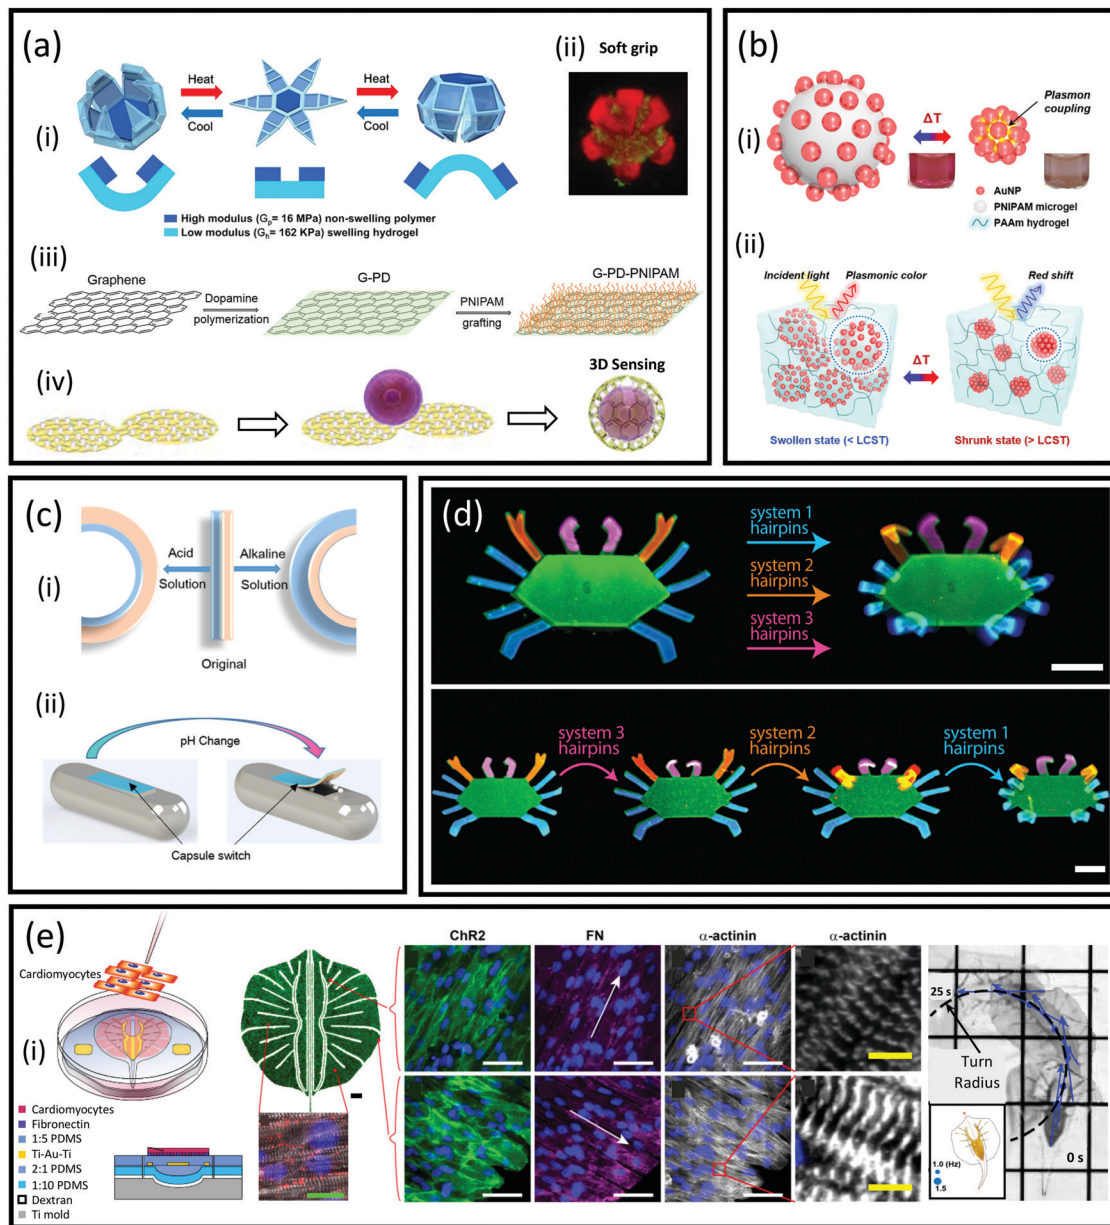 (a)
(ii) Soft grip
Heat
Heat
Cool
Cool
(i)
High modulus (Gp= 16 MPa) non-swelling polymer
Low modulus (Gh= 162 KPa) swelling hydrogel
(iii)
Graphene
G-PD
G-PD-PNIPAM
Dopamine
polymerization
PNIPAM
grafting
(iv)
3D Sensing
(b)
Plasmon
coupling
(i)
ΔT
AuNP
PNIPAM microgel
PAAm hydrogel
(ii)
Incident light
Plasmonic color
Red shift
ΔT
Swollen state (< LCST)
Shrunk state (> LCST)
(c)
Acid
Solution
Alkaline
Solution
(i)
Original
(ii)
pH Change
Capsule switch
(d)
system 1
hairpins
system 2
hairpins
system 3
hairpins
system 3
hairpins
system 2
hairpins
system 1
hairpins
(e)
Cardiomyocytes
(i)
Cardiomyocytes
Fibronectin
1:5 PDMS
Ti-Au-Ti
2:1 PDMS
1:10 PDMS
Dextran
Ti mold
ChR2
FN
α-actinin
α-actinin
25 s
Turn
Radius
0 s
1.0 (Hz)
1.5